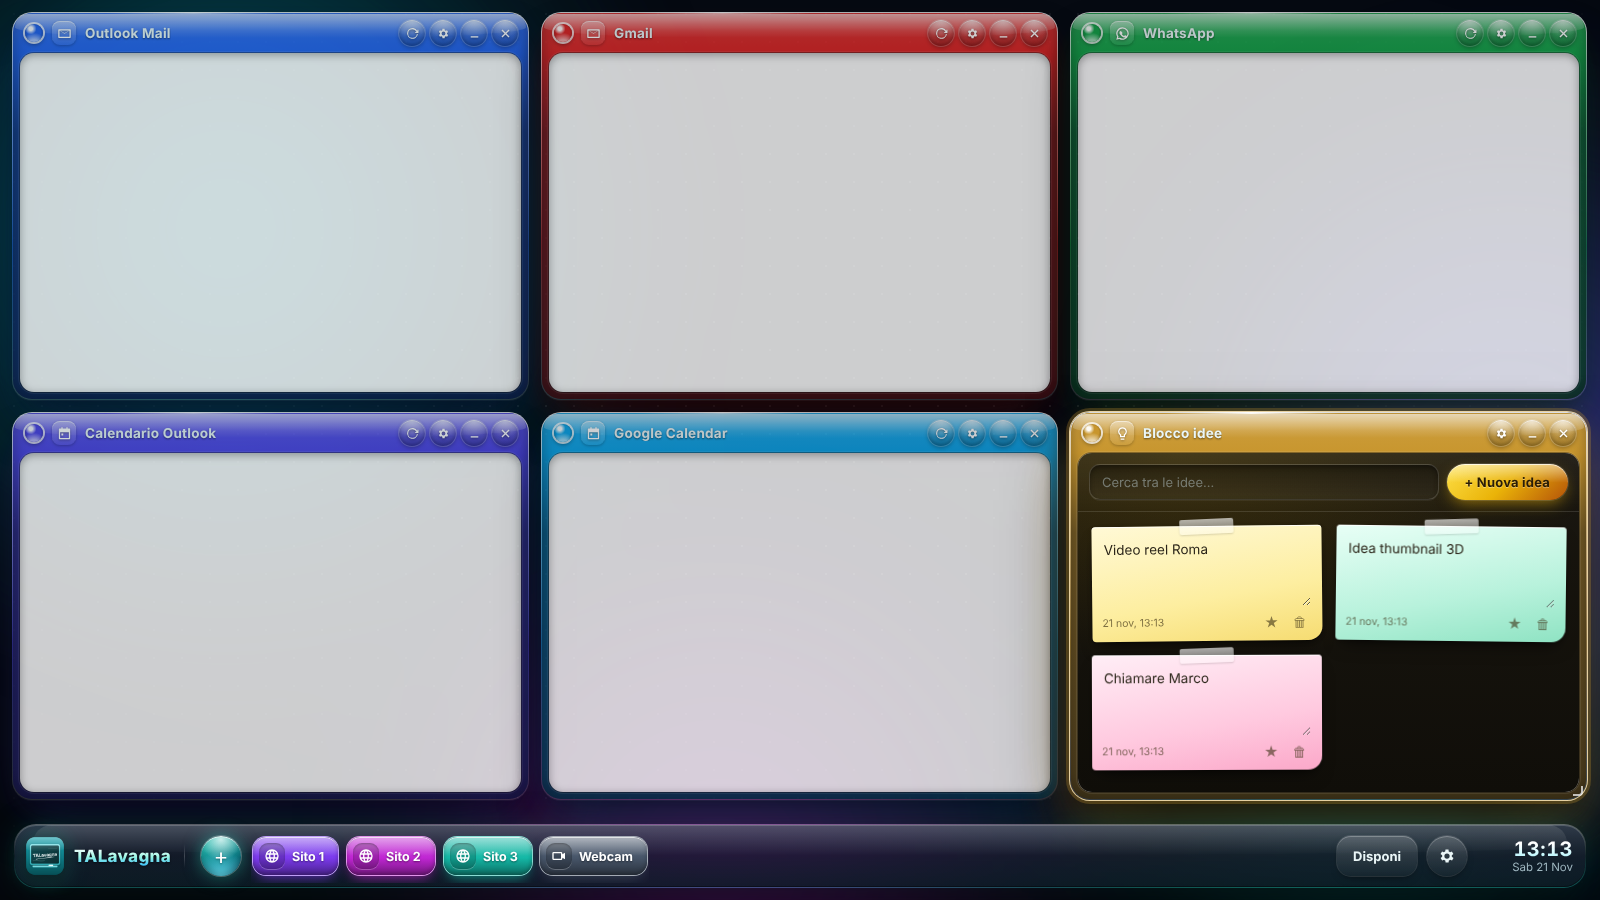 Outlook Mail
Gmail
WhatsApp
Calendario Outlook
Google Calendar
Blocco idee
Cerca tra le idee...
+ Nuova idea
Video reel Roma
21 nov, 13:13
Idea thumbnail 3D
21 nov, 13:13
Chiamare Marco
21 nov, 13:13
TALavagna
TALavagna
+
Sito 1
Sito 2
Sito 3
Webcam
Disponi
13:13
Sab 21 Nov